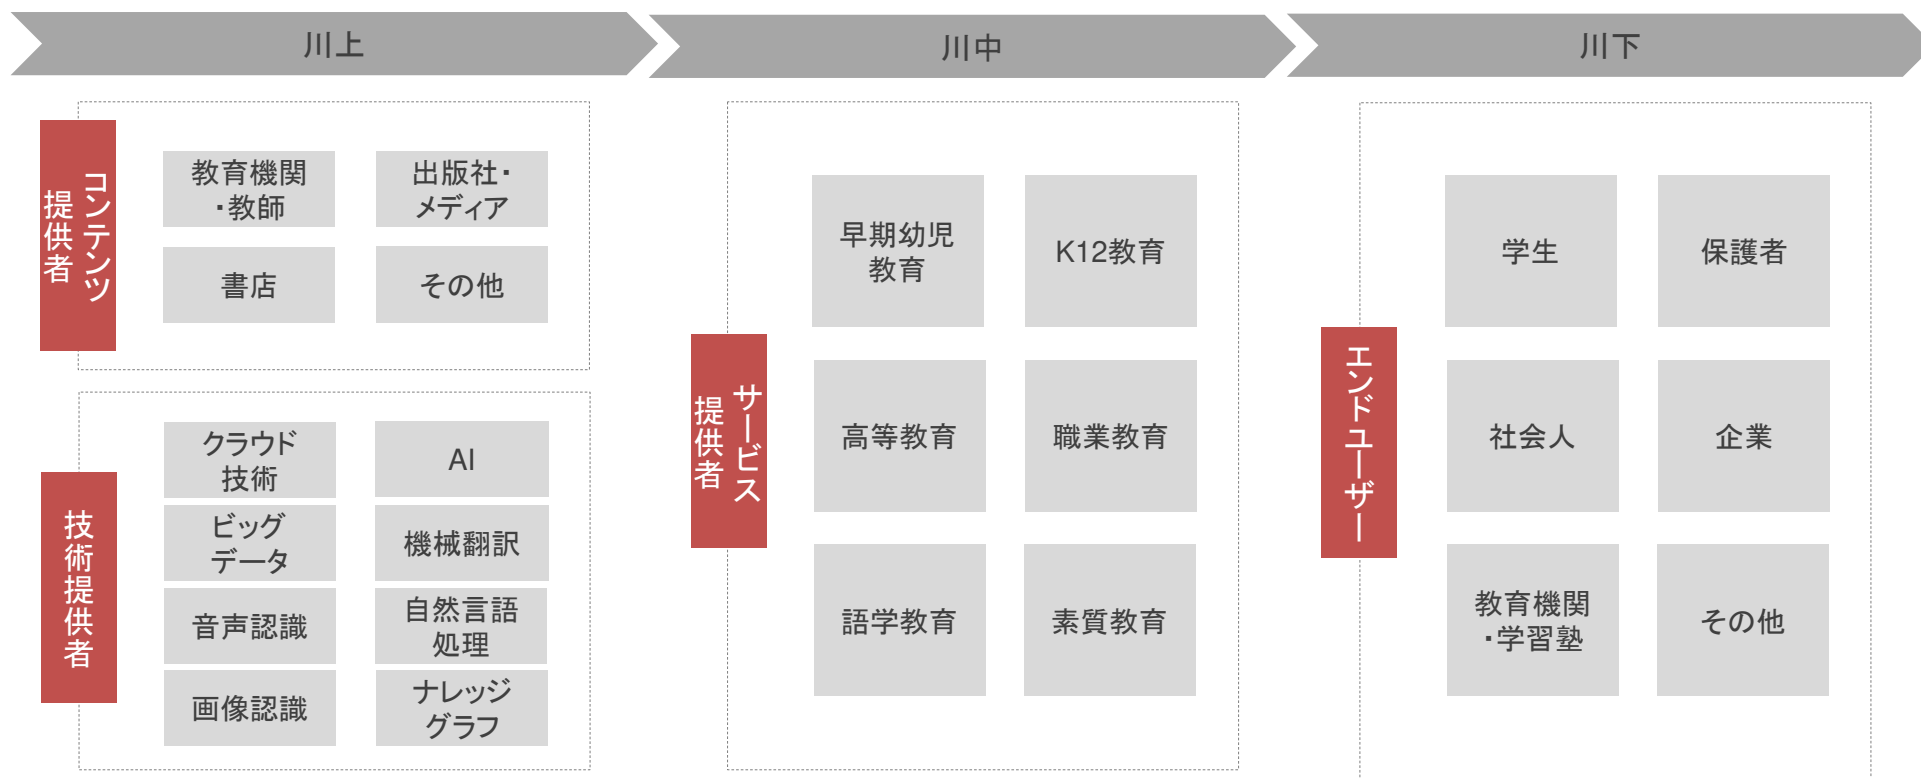 川上
川中
川下
コンテンツ
提供者
教育機関
・教師
出版社・
メディア
書店
その他
技術提供者
クラウド
技術
AI
ビッグ
データ
機械翻訳
音声認識
自然言語
処理
画像認識
ナレッジ
グラフ
サービス
提供者
早期幼児
教育
K12教育
高等教育
職業教育
語学教育
素質教育
エンドユーザー
学生
保護者
社会人
企業
教育機関
・学習塾
その他